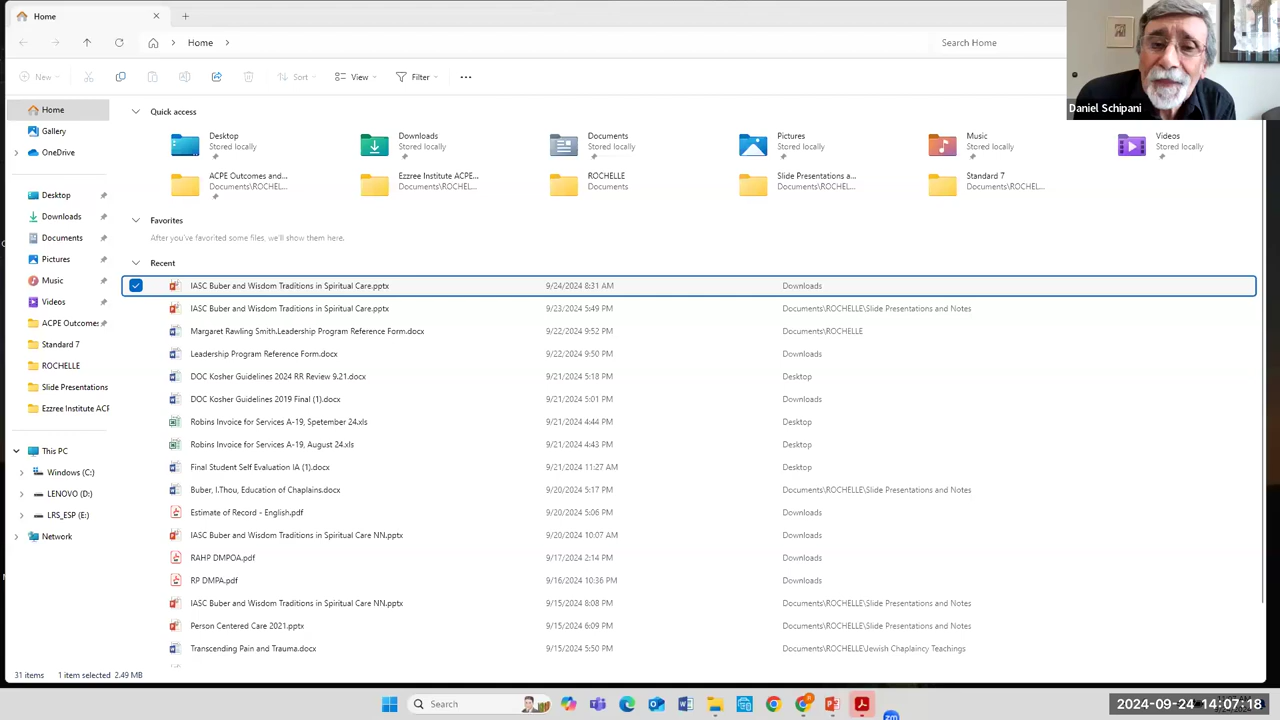 Home
Home
Search Home
New
Sort
View
Filter
Home
Gallery
OneDrive
Desktop
Downloads
Documents
Pictures
Music
Videos
ACPE Outcomes
Standard 7
ROCHELLE
Slide Presentations
Ezzree Institute ACP
This PC
Windows (C:)
LENOVO (D:)
LRS_ESP (E:)
Network
Quick access
Desktop
Stored locally
Downloads
Stored locally
Documents
Stored locally
Pictures
Stored locally
Music
Stored locally
Videos
Stored locally
ACPE Outcomes and...
Documents\ROCHEL...
Ezzree Institute ACPE...
Documents\ROCHEL...
ROCHELLE
Documents
Slide Presentations a...
Documents\ROCHEL...
Standard 7
Documents\ROCHEL...
Favorites
After you've favorited some files, we'll show them here.
Recent
IASC Buber and Wisdom Traditions in Spiritual Care.pptx 9/24/2024 8:31 AM Downloads
IASC Buber and Wisdom Traditions in Spiritual Care.pptx 9/23/2024 5:49 PM Documents\ROCHELLE\Slide Presentations and Notes
Margaret Rawling Smith.Leadership Program Reference Form.docx 9/22/2024 9:52 PM Documents\ROCHELLE
Leadership Program Reference Form.docx 9/22/2024 9:50 PM Downloads
DOC Kosher Guidelines 2024 RR Review 9.21.docx 9/21/2024 5:18 PM Desktop
DOC Kosher Guidelines 2019 Final (1).docx 9/21/2024 5:01 PM Downloads
Robins Invoice for Services A-19, Spetember 24.xls 9/21/2024 4:44 PM Desktop
Robins Invoice for Services A-19, August 24.xls 9/21/2024 4:43 PM Desktop
Final Student Self Evaluation IA (1).docx 9/21/2024 11:27 AM Desktop
Buber, I.Thou, Education of Chaplains.docx 9/20/2024 5:17 PM Documents\ROCHELLE\Slide Presentations and Notes
Estimate of Record - English.pdf 9/20/2024 5:06 PM Downloads
IASC Buber and Wisdom Traditions in Spiritual Care NN.pptx 9/20/2024 10:07 AM Downloads
RAHP DMPOA.pdf 9/17/2024 2:14 PM Downloads
RP DMPA.pdf 9/16/2024 10:36 PM Downloads
IASC Buber and Wisdom Traditions in Spiritual Care NN.pptx 9/15/2024 8:08 PM Documents\ROCHELLE\Slide Presentations and Notes
Person Centered Care 2021.pptx 9/15/2024 6:09 PM Documents\ROCHELLE\Slide Presentations and Notes
Transcending Pain and Trauma.docx 9/15/2024 5:50 PM Documents\ROCHELLE\Jewish Chaplaincy Teachings
31 items 1 item selected 2.49 MB
Daniel Schipani
Search
2024-09-24 14:07:18